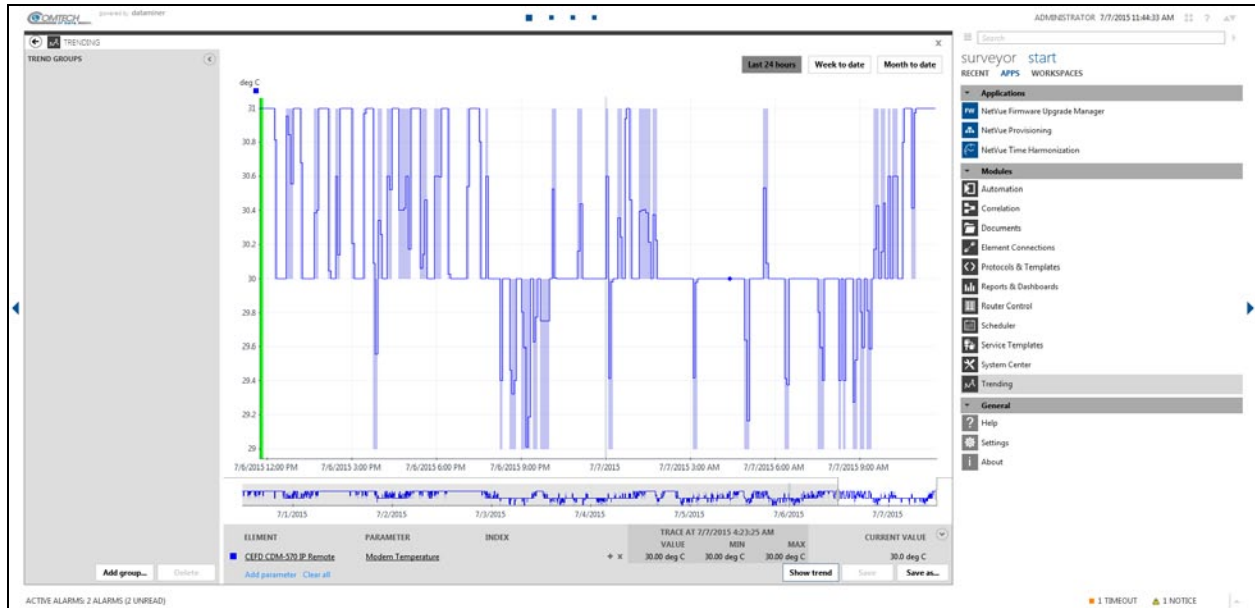 COMTECH powered by dataminer
ADMINISTRATOR 7/7/2015 11:44:33 AM ?
TRENDING x
TREND GROUPS
Last 24 hours Week to date Month to date
deg C
31
30.8
30.6
30.4
30.2
30
29.8
29.6
29.4
29.2
29
7/6/2015 12:00 PM 7/6/2015 3:00 PM 7/6/2015 6:00 PM 7/6/2015 9:00 PM 7/7/2015 7/7/2015 3:00 AM 7/7/2015 6:00 AM 7/7/2015 9:00 AM
7/1/2015 7/2/2015 7/3/2015 7/4/2015 7/5/2015 7/6/2015 7/7/2015
TRACE AT 7/7/2015 4:23:25 AM
ELEMENT PARAMETER INDEX VALUE MIN MAX CURRENT VALUE
CEFD CDM-570 IP Remote Modem Temperature + x 30.00 deg C 30.00 deg C 30.00 deg C 30.0 deg C
Add parameter Clear all
Show trend Save Save as...
Add group... Delete
Search
surveyor start
RECENT APPS WORKSPACES
Applications
FW NetVue Firmware Upgrade Manager
NetVue Provisioning
NetVue Time Harmonization
Modules
Automation
Correlation
Documents
Element Connections
Protocols & Templates
Reports & Dashboards
Router Control
Scheduler
Service Templates
System Center
Trending
General
? Help
Settings
i About
ACTIVE ALARMS: 2 ALARMS (2 UNREAD)
1 TIMEOUT 1 NOTICE